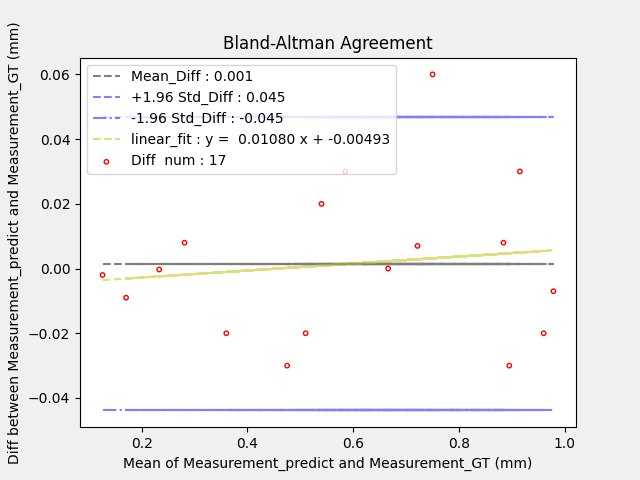 Bland-Altman Agreement
Diff between Measurement_predict and Measurement_GT (mm)
0.06
0.04
0.02
0.00
−0.02
−0.04
Mean_Diff : 0.001
+1.96 Std_Diff : 0.045
-1.96 Std_Diff : -0.045
linear_fit : y =  0.01080 x + -0.00493
Diff  num : 17
0.2
0.4
0.6
0.8
1.0
Mean of Measurement_predict and Measurement_GT (mm)